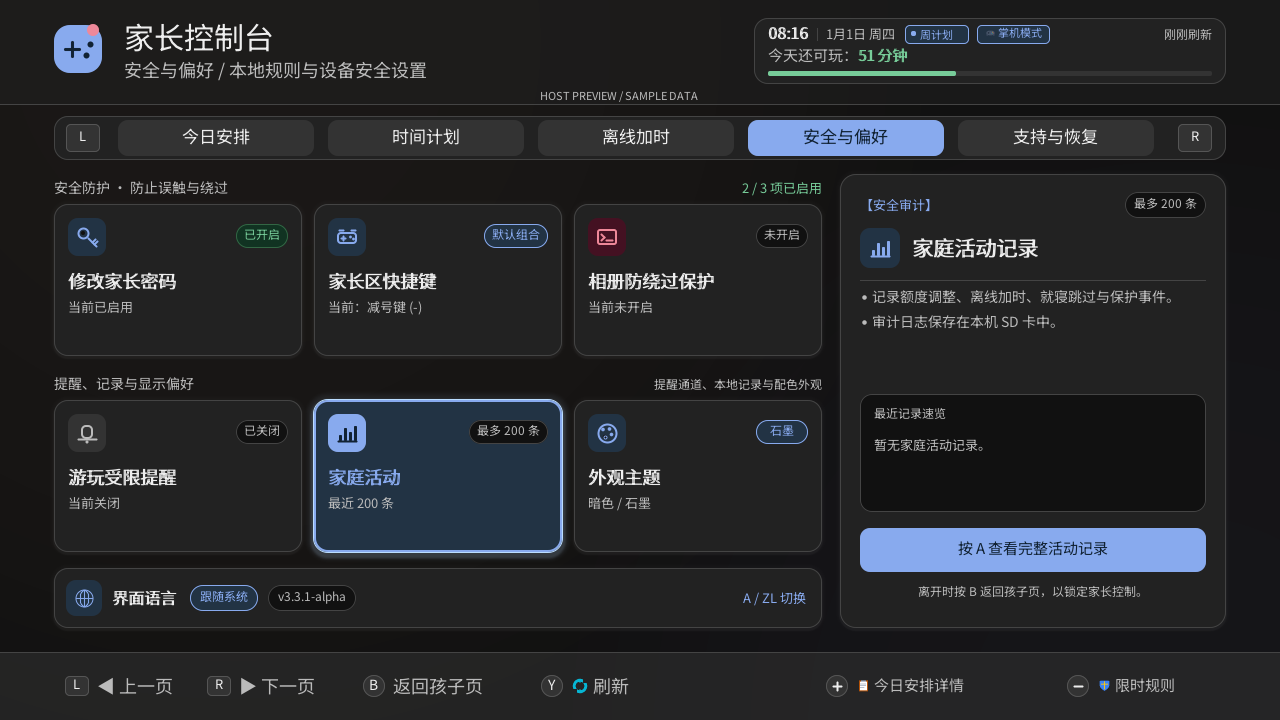 家长控制台
安全与偏好 / 本地规则与设备安全设置
08:16 1月1日 周四 周计划 掌机模式 刚刚刷新
今天还可玩: 51 分钟
HOST PREVIEW / SAMPLE DATA
L 今日安排 时间计划 离线加时 安全与偏好 支持与恢复 R
安全防护 · 防止误触与绕过 2 / 3 项已启用
已开启
修改家长密码
当前已启用
默认组合
家长区快捷键
当前: 减号键 (-)
未开启
相册防绕过保护
当前未开启
提醒、记录与显示偏好 提醒通道、本地记录与配色外观
已关闭
游玩受限提醒
当前关闭
最多 200 条
家庭活动
最近 200 条
石墨
外观主题
暗色 / 石墨
界面语言 跟随系统 v3.3.1-alpha A / ZL 切换
【安全审计】 最多 200 条
家庭活动记录
• 记录额度调整、离线加时、就寝跳过与保护事件。
• 审计日志保存在本机 SD 卡中。
最近记录速览
暂无家庭活动记录。
按 A 查看完整活动记录
离开时按 B 返回孩子页，以锁定家长控制。
L ◀ 上一页 R ▶ 下一页 B 返回孩子页 Y 刷新 + 今日安排详情 − 限时规则